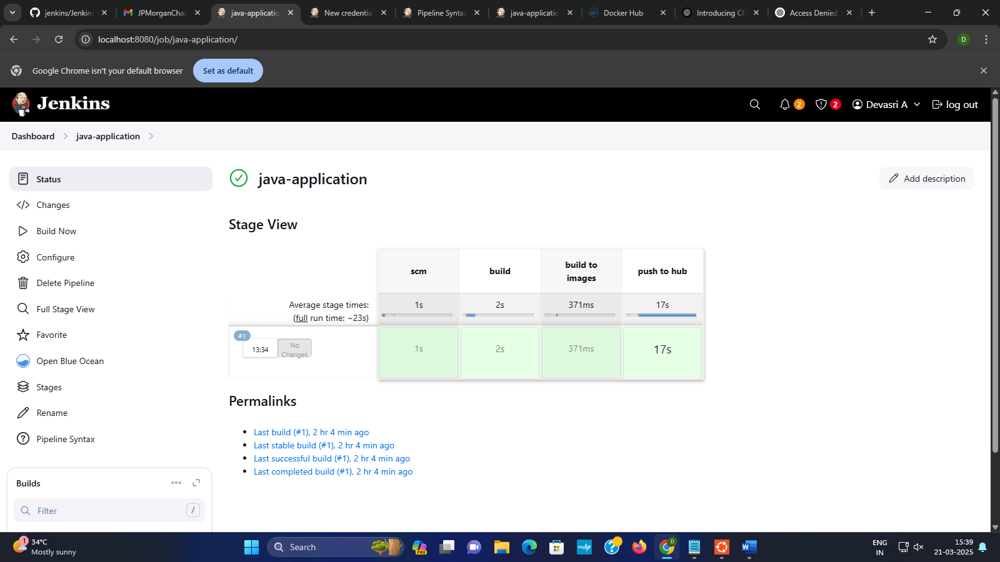 jenkins/Jenkins
JPMorganChas
java-applicatio
New credentia
Pipeline Synta
java-applicatio
Docker Hub
Introducing Ch
Access Denied
localhost:8080/job/java-application/
D
Google Chrome isn't your default browser
Set as default
Jenkins
2
2
Devasri A
log out
Dashboard
java-application
Status
Changes
Build Now
Configure
Delete Pipeline
Full Stage View
Favorite
Open Blue Ocean
Stages
Rename
Pipeline Syntax
Builds
Filter
/
java-application
Add description
Stage View
scm
build
build to
images
push to hub
Average stage times:
(full run time: ~23s)
1s
2s
371ms
17s
#1
13:34
No
Changes
1s
2s
371ms
17s
Permalinks
Last build (#1), 2 hr 4 min ago
Last stable build (#1), 2 hr 4 min ago
Last successful build (#1), 2 hr 4 min ago
Last completed build (#1), 2 hr 4 min ago
1
34°C
Mostly sunny
Search
PRE
myhp
D
ENG
IN
15:39
21-03-2025